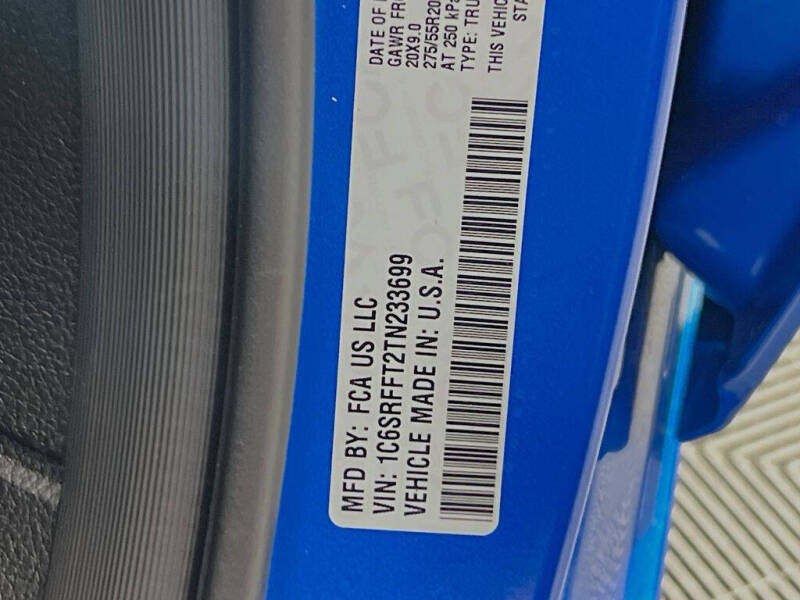 MFD BY: FCA US LLC
VIN: 1C6SRFFT2TN233699
VEHICLE MADE IN: U.S.A.
DATE OF
GAWR FR
20X9.0
275/55R20
AT 250 kPa
TYPE: TRU
THIS VEHIC
STA